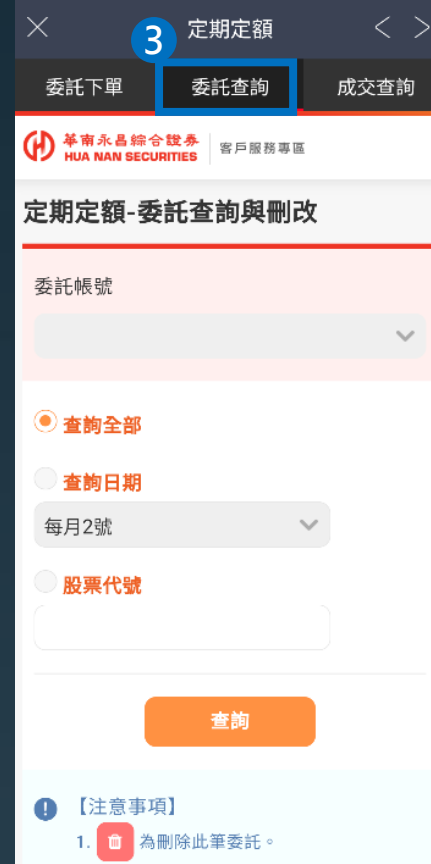 3 定期定額
委託下單 委託查詢 成交查詢
華南永昌綜合證券 客戶服務專區
HUA NAN SECURITIES
定期定額-委託查詢與刪改
委託帳號
查詢全部
查詢日期
每月2號
股票代號
查詢
【注意事項】
1. 為刪除此筆委託。